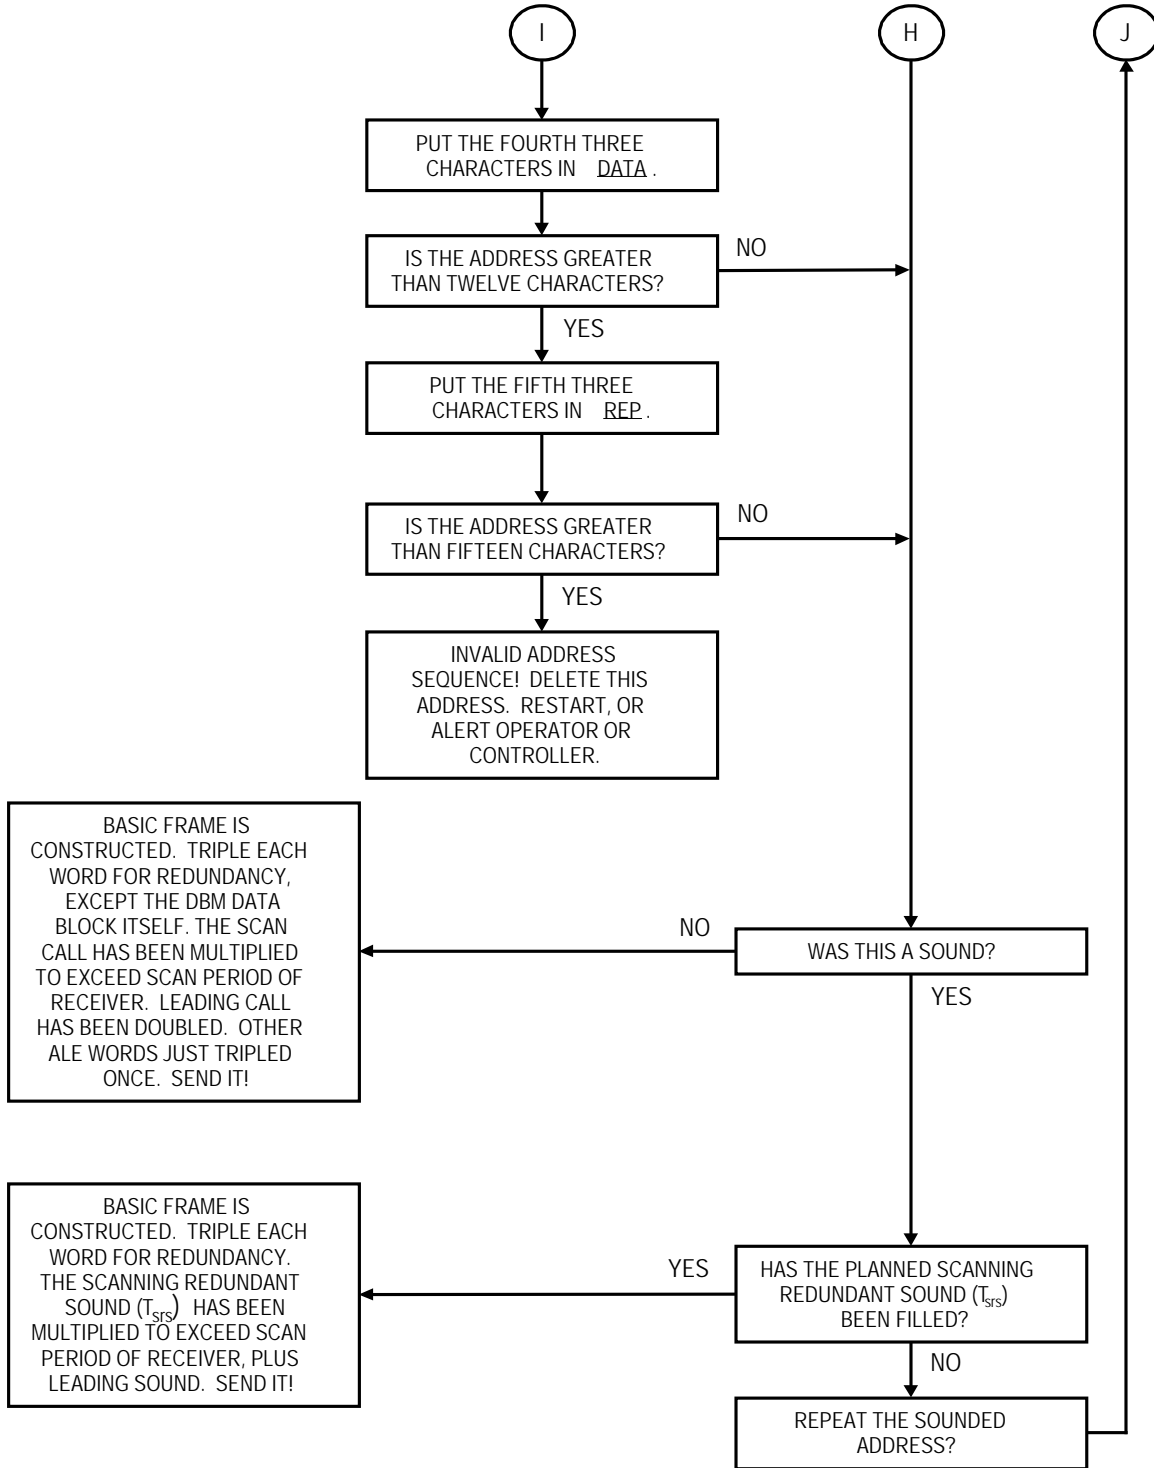 I
H
J
PUT THE FOURTH THREE
CHARACTERS IN DATA .
IS THE ADDRESS GREATER
THAN TWELVE CHARACTERS?
NO
YES
PUT THE FIFTH THREE
CHARACTERS IN REP .
IS THE ADDRESS GREATER
THAN FIFTEEN CHARACTERS?
NO
YES
INVALID ADDRESS
SEQUENCE! DELETE THIS
ADDRESS. RESTART, OR
ALERT OPERATOR OR
CONTROLLER.
BASIC FRAME IS
CONSTRUCTED. TRIPLE EACH
WORD FOR REDUNDANCY,
EXCEPT THE DBM DATA
BLOCK ITSELF. THE SCAN
CALL HAS BEEN MULTIPLIED
TO EXCEED SCAN PERIOD OF
RECEIVER. LEADING CALL
HAS BEEN DOUBLED. OTHER
ALE WORDS JUST TRIPLED
ONCE. SEND IT!
NO
WAS THIS A SOUND?
YES
BASIC FRAME IS
CONSTRUCTED. TRIPLE EACH
WORD FOR REDUNDANCY.
THE SCANNING REDUNDANT
SOUND (Tsrs) HAS BEEN
MULTIPLIED TO EXCEED SCAN
PERIOD OF RECEIVER, PLUS
LEADING SOUND. SEND IT!
YES
HAS THE PLANNED SCANNING
REDUNDANT SOUND (Tsrs)
BEEN FILLED?
NO
REPEAT THE SOUNDED
ADDRESS?